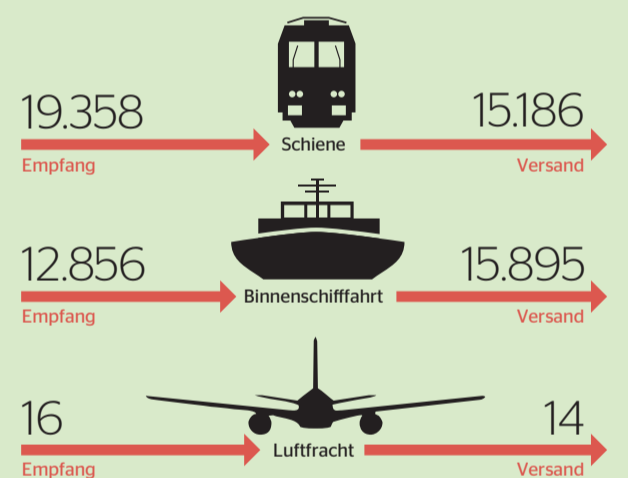 19.358
15.186
Schiene
Empfang
Versand
12.856
15.895
Binnenschifffahrt
Empfang
Versand
16
14
Luftfracht
Empfang
Versand